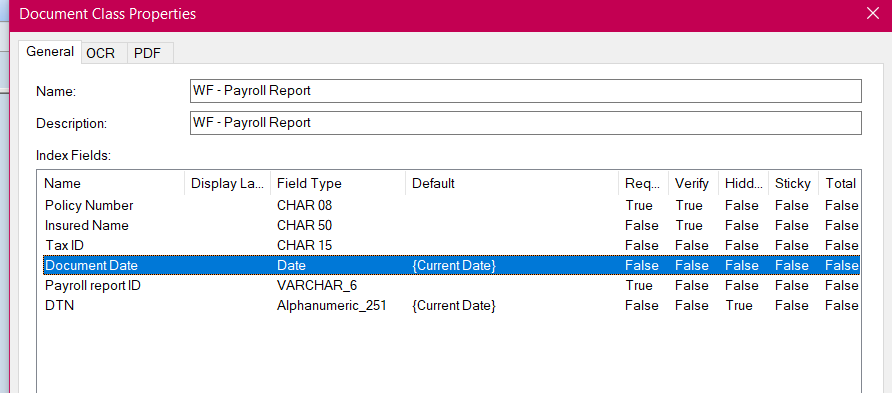 Document Class Properties
General OCR PDF
Name: WF - Payroll Report
Description: WF - Payroll Report
Index Fields:
Name Display La... Field Type Default Req... Verify Hidd... Sticky Total
Policy Number CHAR 08 True True False False False
Insured Name CHAR 50 False True False False False
Tax ID CHAR 15 False False False False False
Document Date Date {Current Date} False False False False False
Payroll report ID VARCHAR_6 True False False False False
DTN Alphanumeric_251 {Current Date} False False True False False